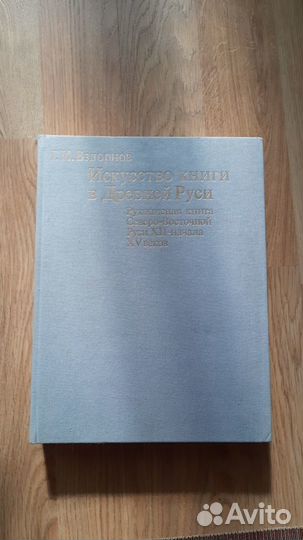 Г.И. Вздорнов
Искусство книги
в Древней Руси
Рукописная книга
Северо-Восточной
Руси XII-начала
XV веков
Avito